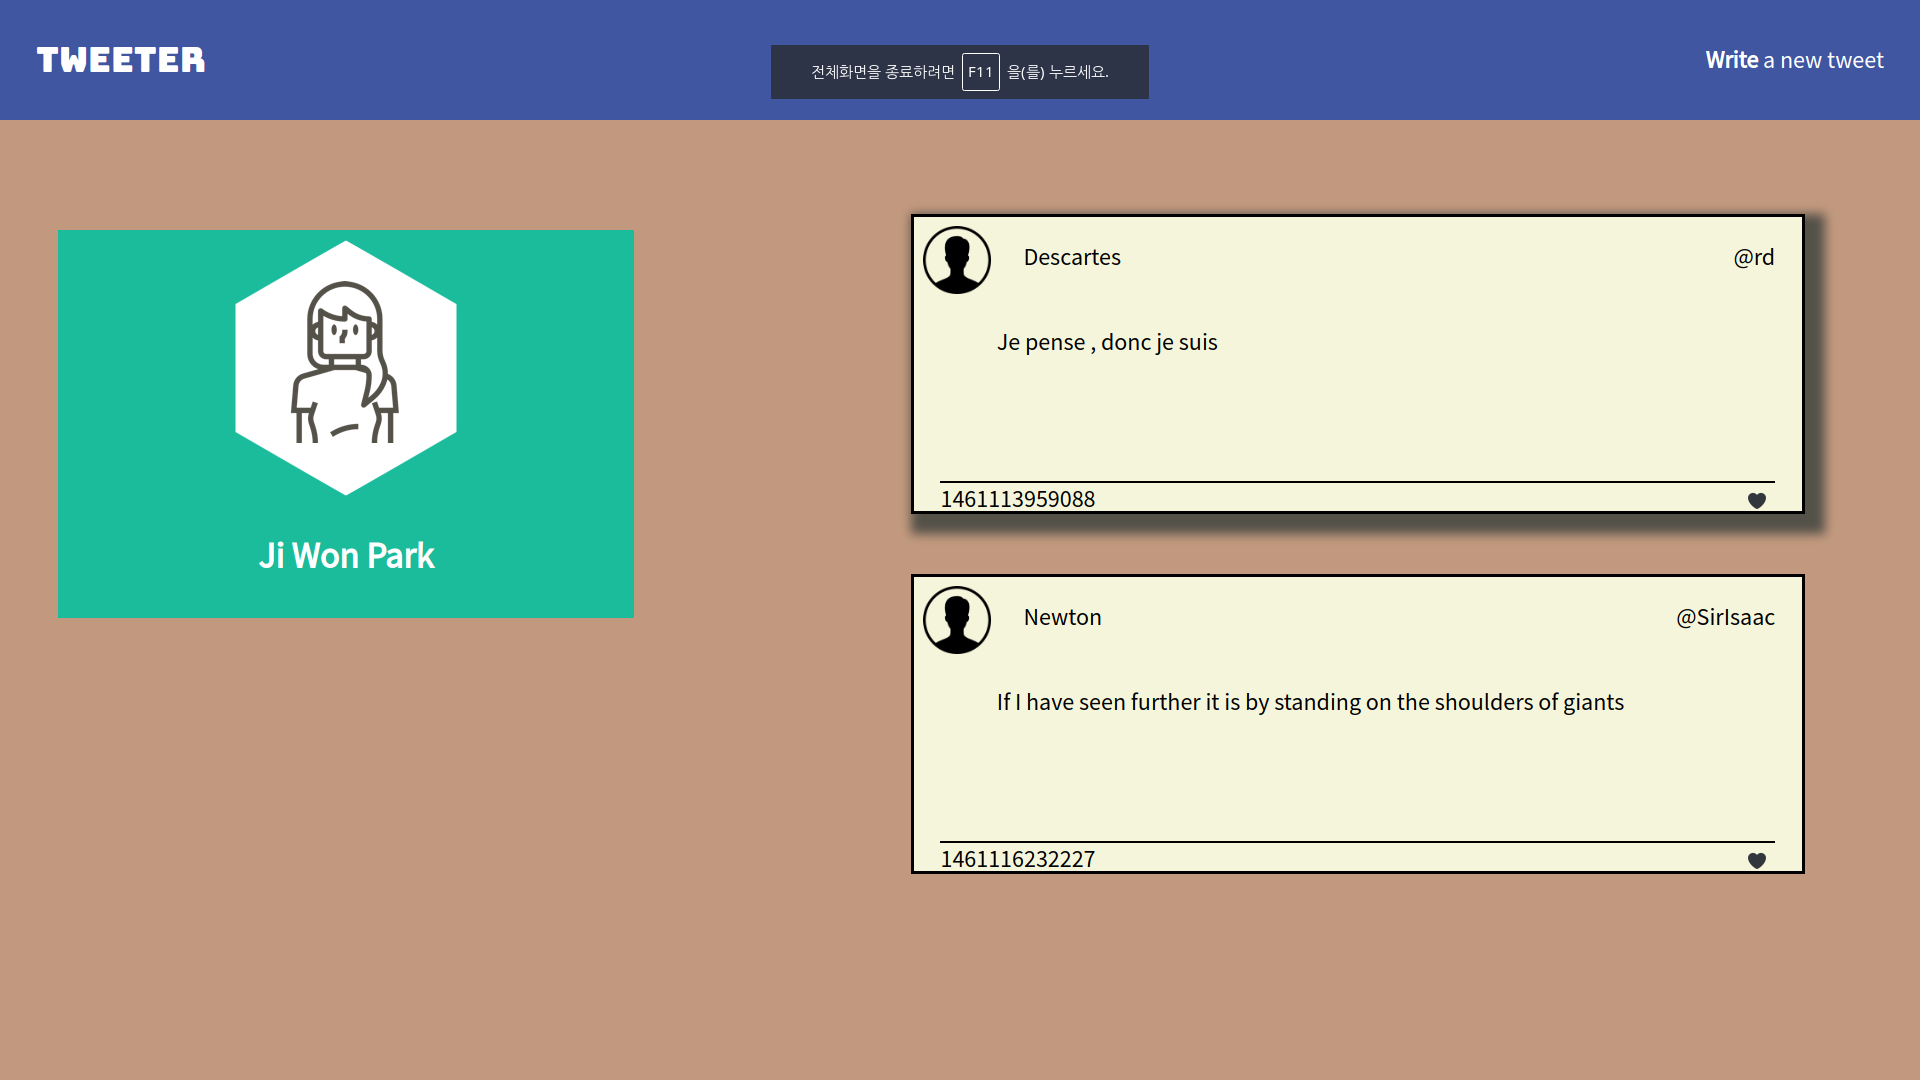 TWEETER
전체화면을 종료하려면 F11 을(를) 누르세요.
Write a new tweet
Ji Won Park
Descartes @rd
Je pense , donc je suis
1461113959088
Newton @SirIsaac
If I have seen further it is by standing on the shoulders of giants
1461116232227